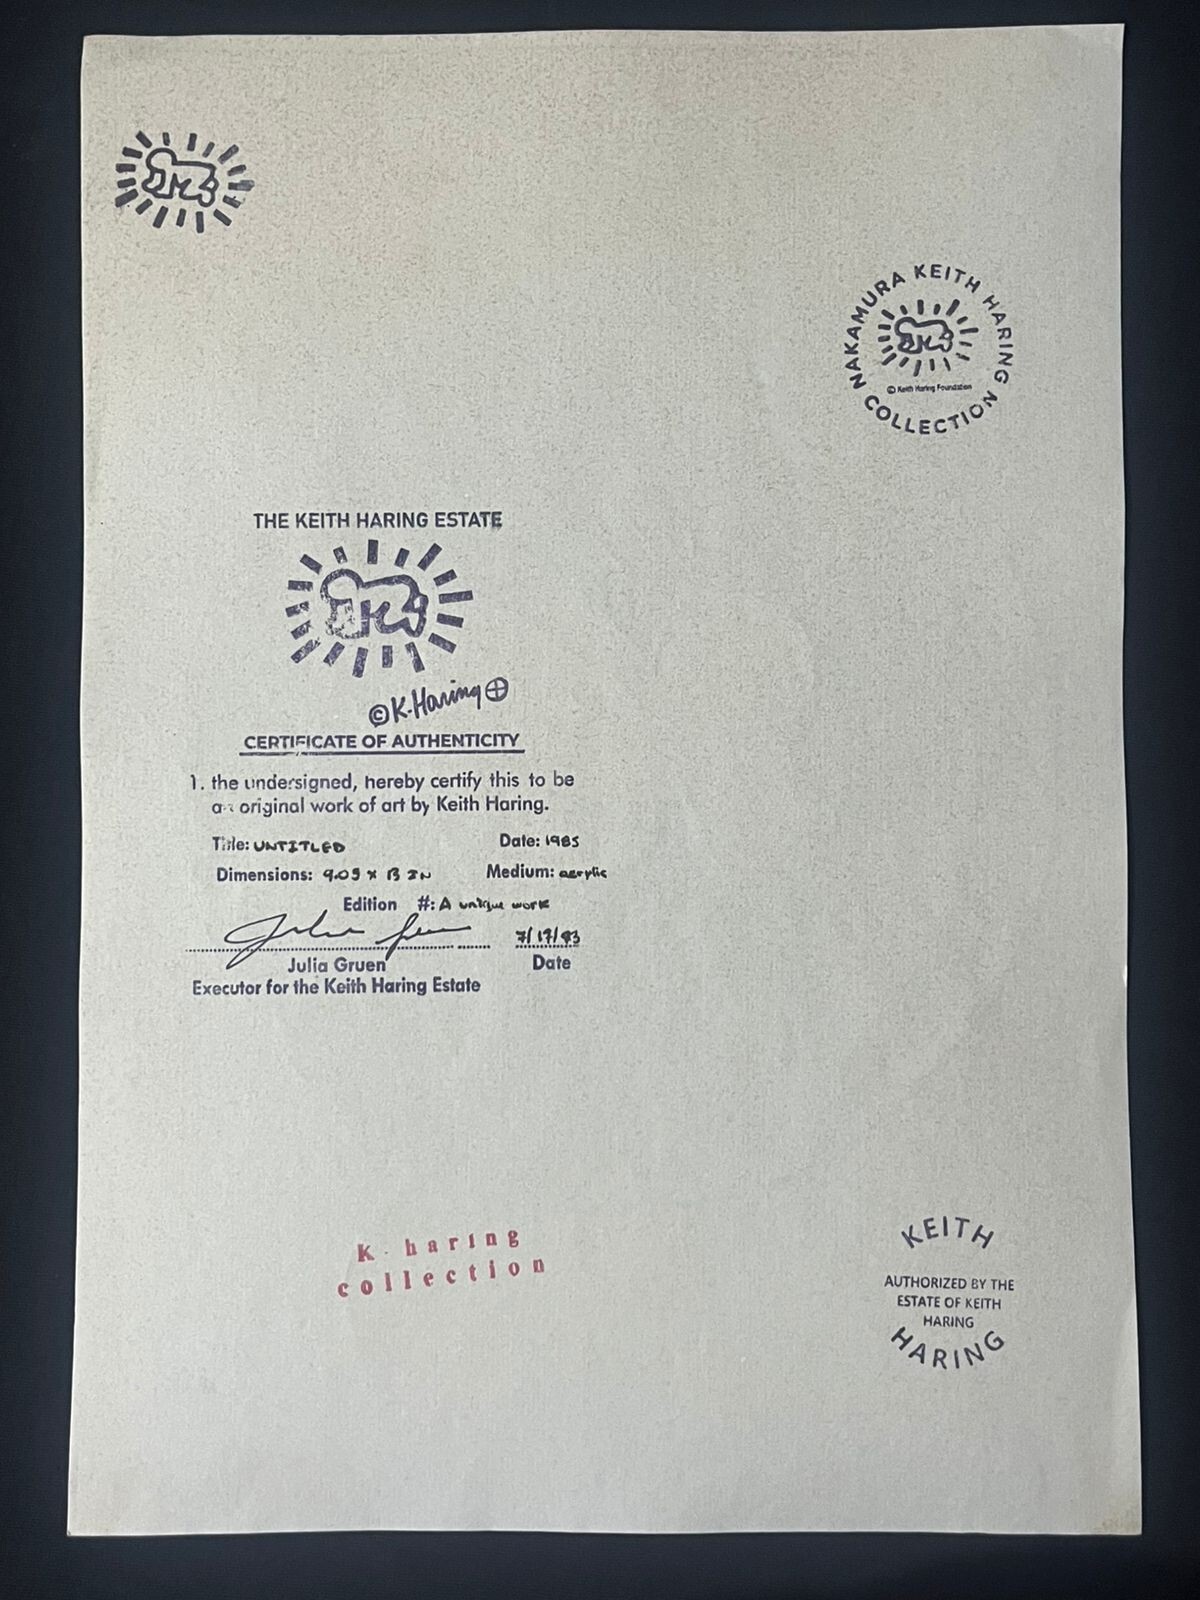 NAKAMURA KEITH HARING
© Keith Haring Foundation
COLLECTION
THE KEITH HARING ESTATE
© K. Haring ⊕
CERTIFICATE OF AUTHENTICITY
1. the undersigned, hereby certify this to be
an original work of art by Keith Haring.
Title: UNTITLED Date: 1985
Dimensions: 9.05 x 13 IN Medium: acrylic
Edition #: A unique work
7/17/93
Julia Gruen Date
Executor for the Keith Haring Estate
K. haring
collection
KEITH
AUTHORIZED BY THE
ESTATE OF KEITH
HARING
HARING